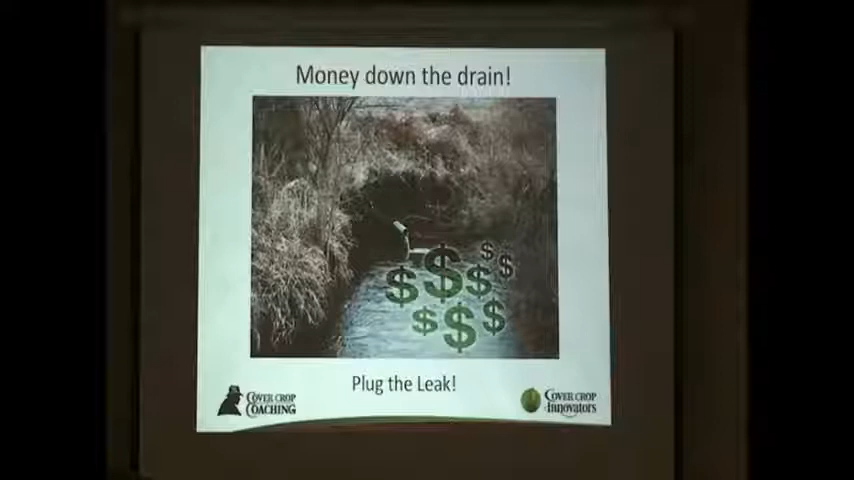 Money down the drain!
$ $ $ $ $ $ $ $
Plug the Leak!
COVER CROP
COACHING
COVER CROP
Innovators